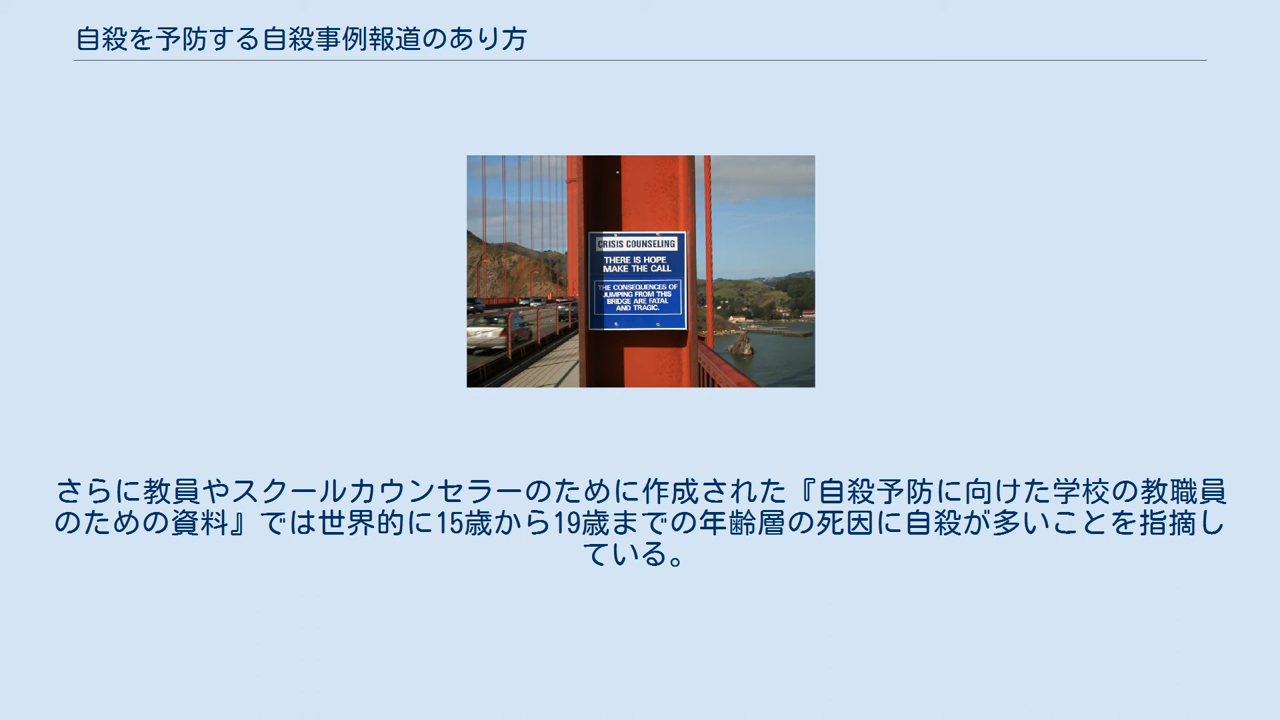 自殺を予防する自殺事例報道のあり方
CRISIS COUNSELING
THERE IS HOPE
MAKE THE CALL
THE CONSEQUENCES OF
JUMPING FROM THIS
BRIDGE ARE FATAL
AND TRAGIC.
さらに教員やスクールカウンセラーのために作成された『自殺予防に向けた学校の教職員
のための資料』では世界的に15歳から19歳までの年齢層の死因に自殺が多いことを指摘し
ている。